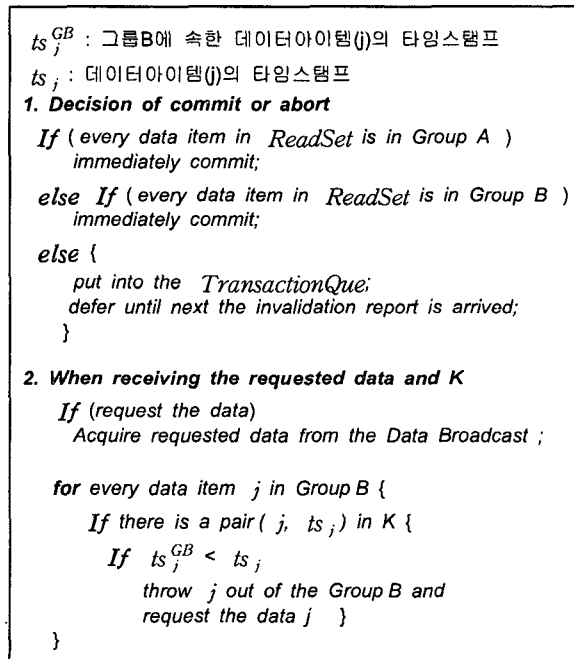 ts_j^{GB} : 그룹B에 속한 데이터아이템(j)의 타임스탬프
ts_j : 데이터아이템(j)의 타임스탬프
1. Decision of commit or abort
If ( every data item in ReadSet is in Group A )
immediately commit;
else If ( every data item in ReadSet is in Group B )
immediately commit;
else {
put into the TransactionQue;
defer until next the invalidation report is arrived;
}
2. When receiving the requested data and K
If (request the data)
Acquire requested data from the Data Broadcast ;
for every data item j in Group B {
If there is a pair( j, ts_j ) in K {
If ts_j^{GB} < ts_j
throw j out of the Group B and
request the data j }
}